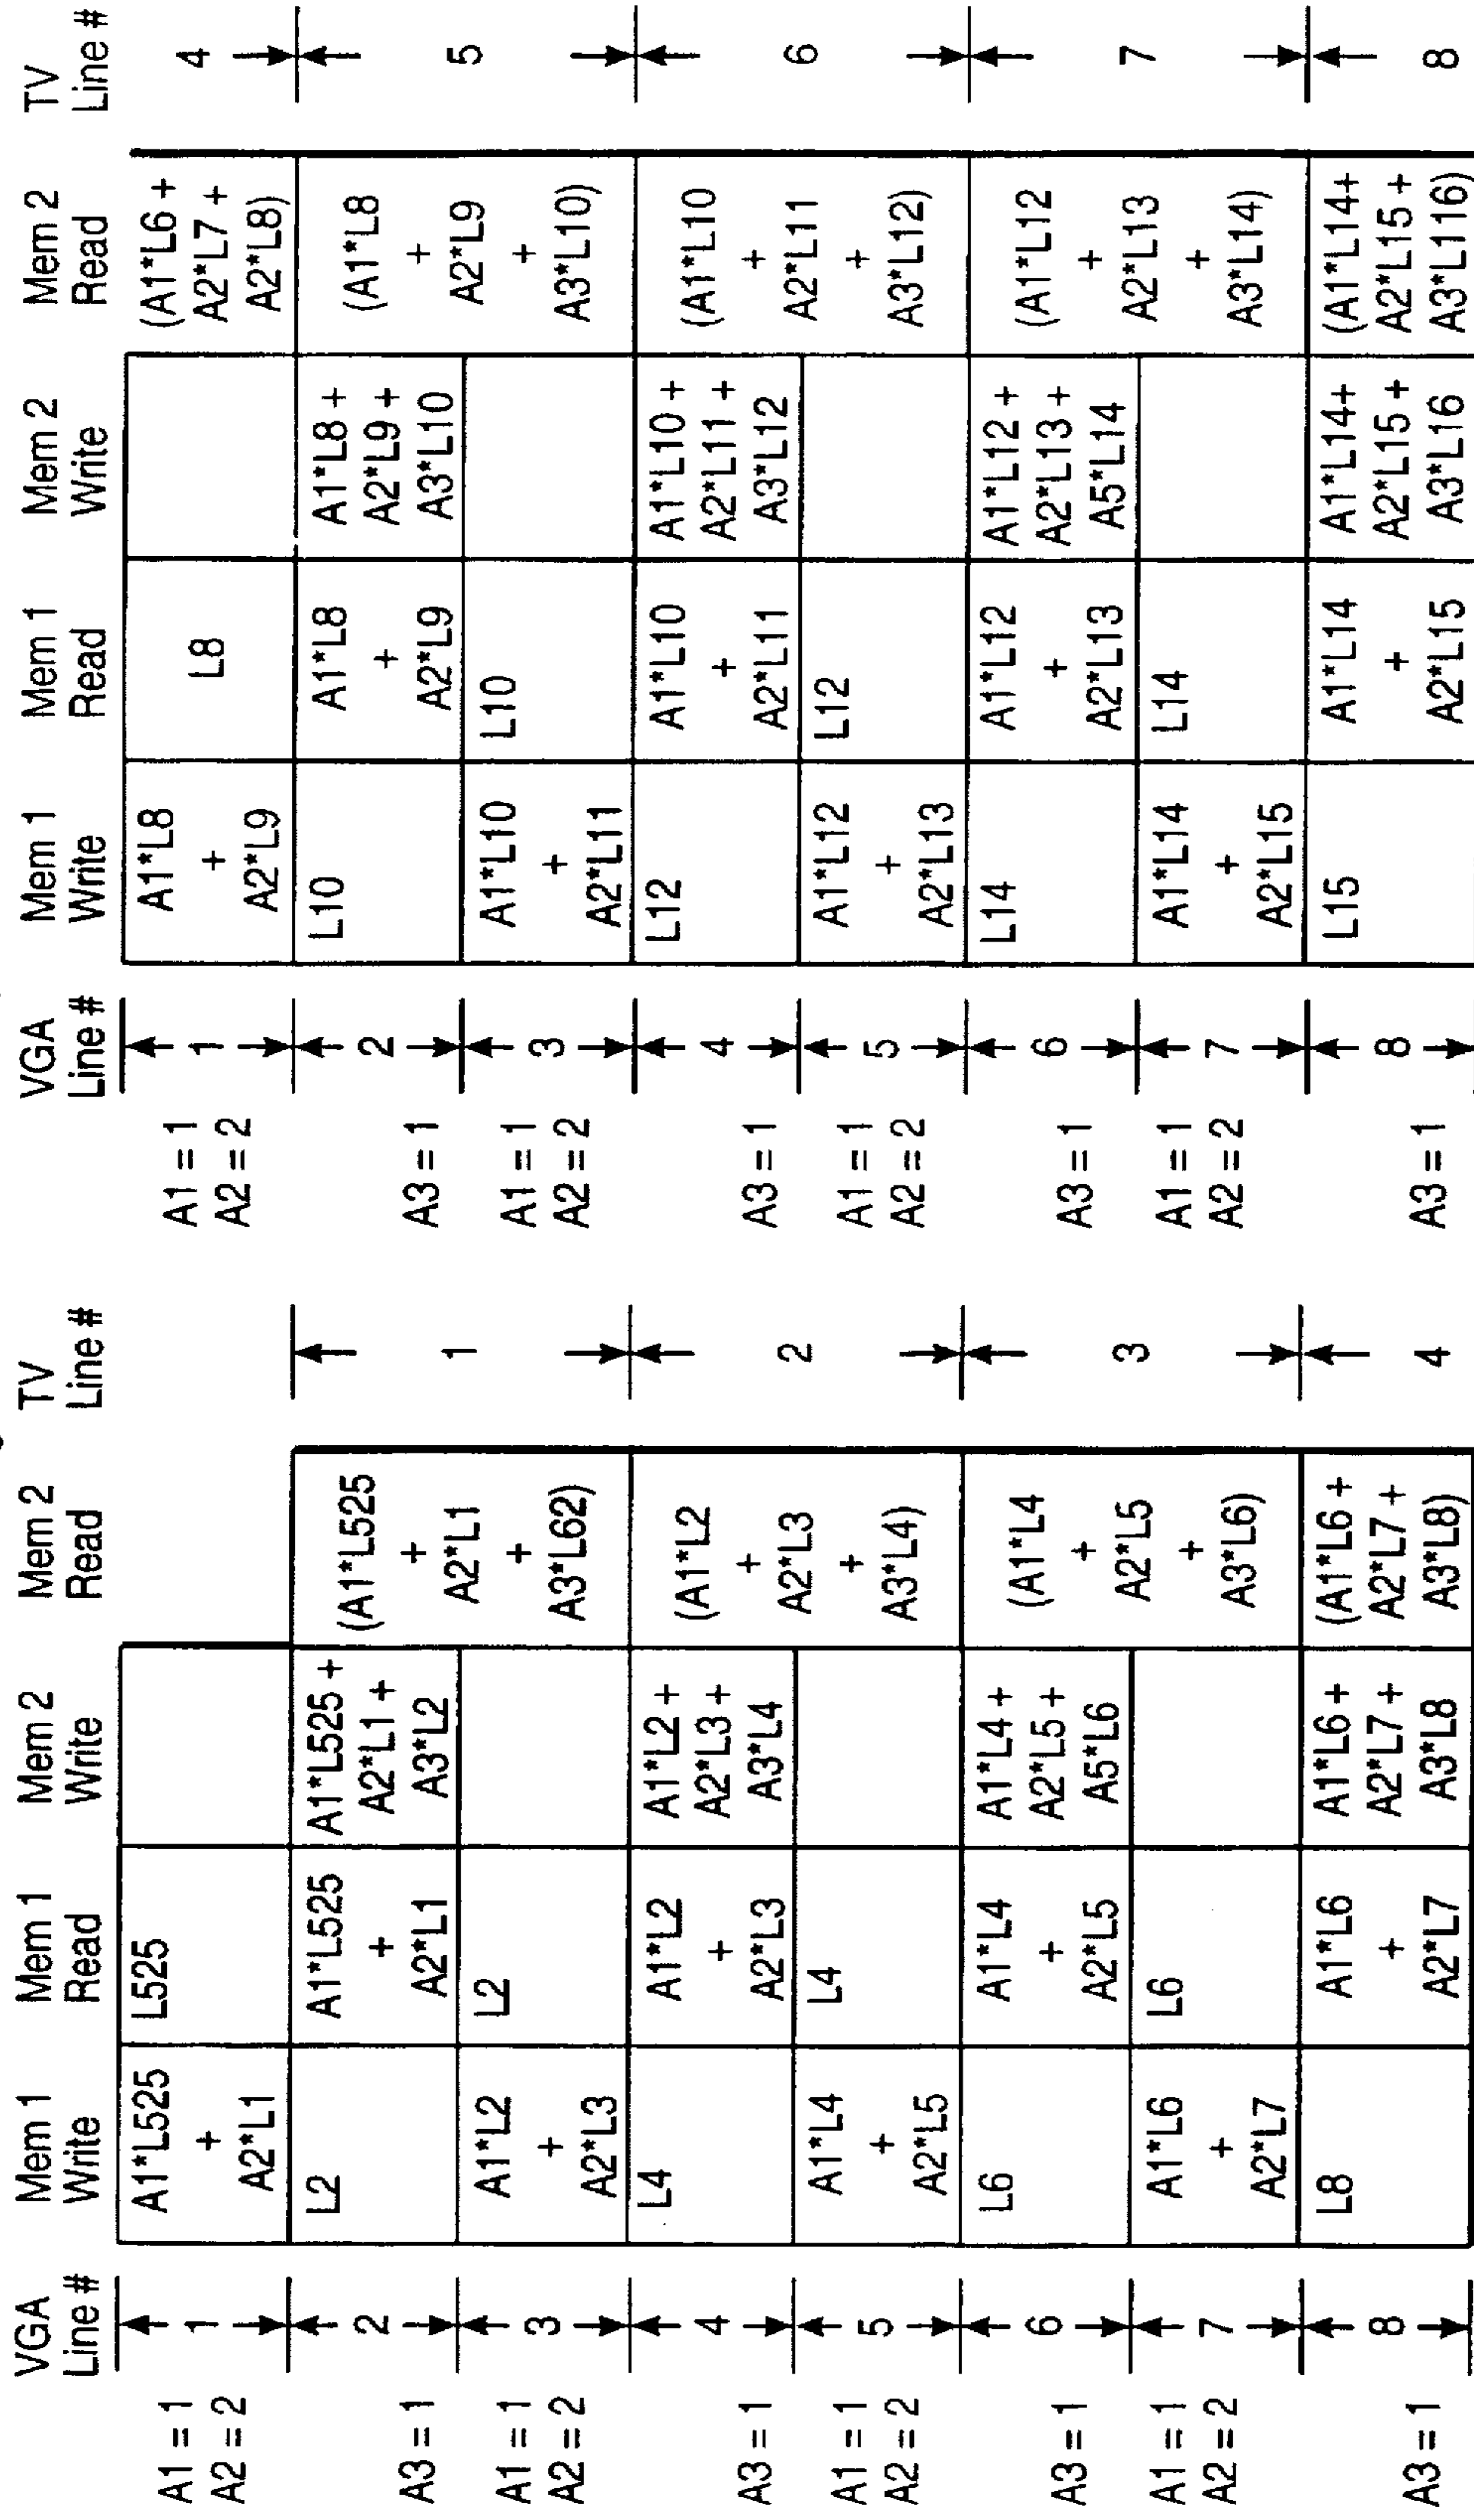 VGA
Line #
Mem 1
Write
Mem 1
Read
Mem 2
Write
Mem 2
Read
TV
Line #
A1 = 1
A2 = 2
1
A1*L525
+
A2*L1
L525
A3 = 1
2
L2
A1*L525
+
A2*L1
A1*L525 +
A2*L1 +
A3*L2
(A1*L525
+
A2*L1
+
A3*L62)
1
A1 = 1
A2 = 2
3
A1*L2
+
A2*L3
L2
A3 = 1
4
L4
A1*L2
+
A2*L3
A1*L2 +
A2*L3 +
A3*L4
(A1*L2
+
A2*L3
+
A3*L4)
2
A1 = 1
A2 = 2
5
A1*L4
+
A2*L5
L4
A3 = 1
6
L6
A1*L4
+
A2*L5
A1*L4 +
A2*L5 +
A5*L6
(A1*L4
+
A2*L5
+
A3*L6)
3
A1 = 1
A2 = 2
7
A1*L6
+
A2*L7
L6
A3 = 1
8
L8
A1*L6
+
A2*L7
A1*L6 +
A2*L7 +
A3*L8
(A1*L6 +
A2*L7 +
A3*L8)
4
VGA
Line #
Mem 1
Write
Mem 1
Read
Mem 2
Write
Mem 2
Read
TV
Line #
A1 = 1
A2 = 2
1
A1*L8
+
A2*L9
L8
(A1*L6 +
A2*L7 +
A2*L8)
4
A3 = 1
2
L10
A1*L8
+
A2*L9
A1*L8 +
A2*L9 +
A3*L10
(A1*L8
+
A2*L9
+
A3*L10)
5
A1 = 1
A2 = 2
3
A1*L10
+
A2*L11
L10
A3 = 1
4
L12
A1*L10
+
A2*L11
A1*L10 +
A2*L11 +
A3*L12
(A1*L10
+
A2*L11
+
A3*L12)
6
A1 = 1
A2 = 2
5
A1*L12
+
A2*L13
L12
A3 = 1
6
L14
A1*L12
+
A2*L13
A1*L12 +
A2*L13 +
A5*L14
(A1*L12
+
A2*L13
+
A3*L14)
7
A1 = 1
A2 = 2
7
A1*L14
+
A2*L15
L14
A3 = 1
8
L15
A1*L14
+
A2*L15
A1*L14+
A2*L15 +
A3*L16
(A1*L14+
A2*L15 +
A3*L116)
8